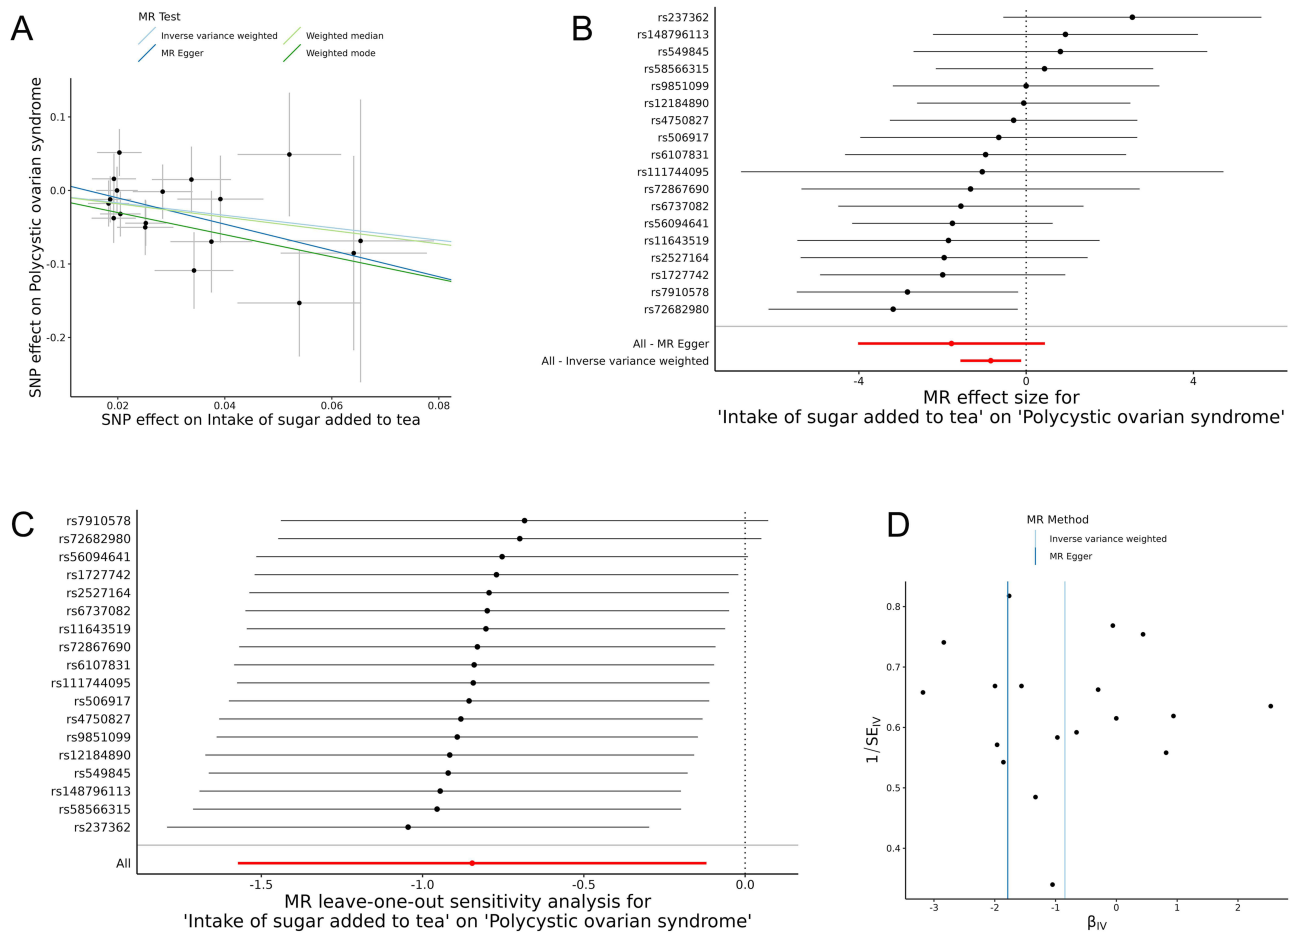 A
MR Test
Inverse variance weighted
Weighted median
MR Egger
Weighted mode
SNP effect on Polycystic ovarian syndrome
0.1
0.0
-0.1
-0.2
0.02
0.04
0.06
0.08
SNP effect on Intake of sugar added to tea
B
rs237362
rs148796113
rs549845
rs58566315
rs9851099
rs12184890
rs4750827
rs506917
rs6107831
rs111744095
rs72867690
rs6737082
rs56094641
rs11643519
rs2527164
rs1727742
rs7910578
rs72682980
All - MR Egger
All - Inverse variance weighted
-4
0
4
MR effect size for
'Intake of sugar added to tea' on 'Polycystic ovarian syndrome'
C
rs7910578
rs72682980
rs56094641
rs1727742
rs2527164
rs6737082
rs11643519
rs72867690
rs6107831
rs111744095
rs506917
rs4750827
rs9851099
rs12184890
rs549845
rs148796113
rs58566315
rs237362
All
-1.5
-1.0
-0.5
0.0
MR leave-one-out sensitivity analysis for
'Intake of sugar added to tea' on 'Polycystic ovarian syndrome'
D
MR Method
Inverse variance weighted
MR Egger
1/SE_IV
0.8
0.7
0.6
0.5
0.4
-3
-2
-1
0
1
2
β_IV